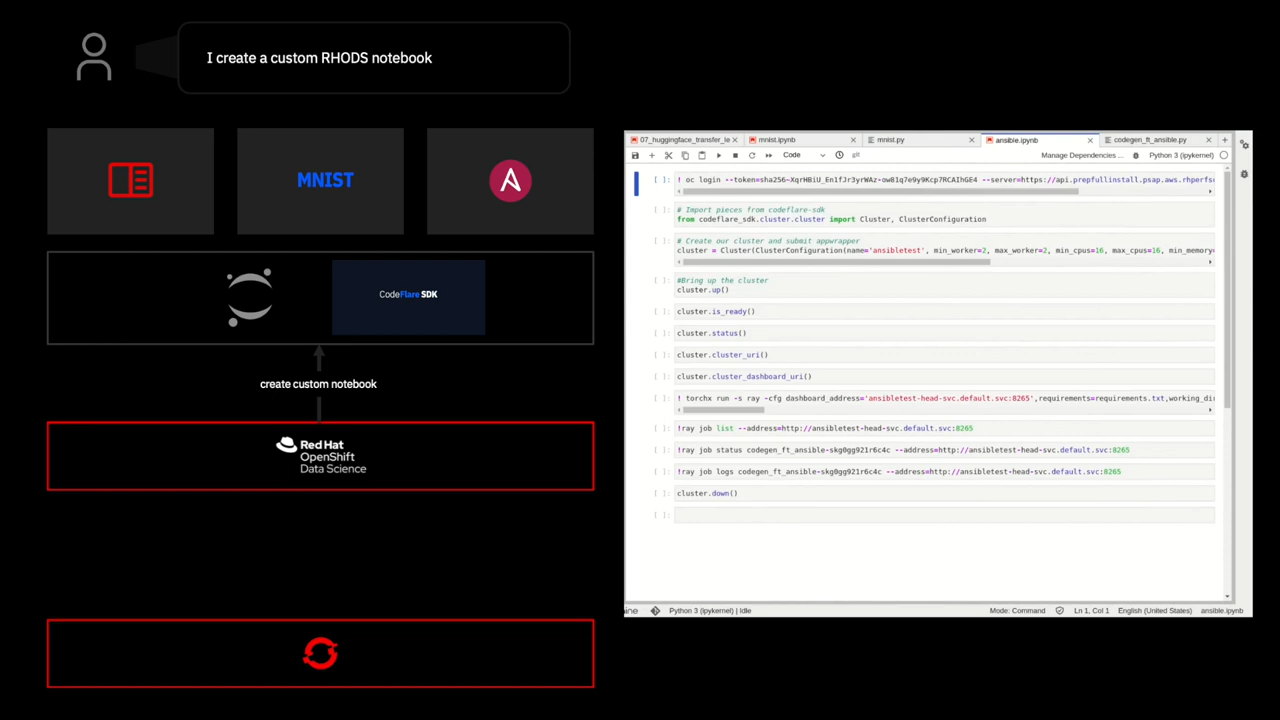 I create a custom RHODS notebook
MNIST
CodeFlare SDK
create custom notebook
Red Hat
OpenShift
Data Science
07_huggingface_transfer_le
mnist.ipynb
mnist.py
ansible.ipynb
codegen_ft_ansible.py
Code
Manage Dependencies ...
Python 3 (ipykernel)
[ ]: ! oc login --token=sha256~XqrHBiU_En1fJr3yrWAz-ow81q7e9y9Kcp7RCAIhGE4 --server=https://api.prepfullinstall.psap.aws.rhperfsc
[ ]: # Import pieces from codeflare-sdk
from codeflare_sdk.cluster.cluster import Cluster, ClusterConfiguration
[ ]: # Create our cluster and submit appwrapper
cluster = Cluster(ClusterConfiguration(name='ansibletest', min_worker=2, max_worker=2, min_cpus=16, max_cpus=16, min_memory=
[ ]: #Bring up the cluster
cluster.up()
[ ]: cluster.is_ready()
[ ]: cluster.status()
[ ]: cluster.cluster_uri()
[ ]: cluster.cluster_dashboard_uri()
[ ]: ! torchx run -s ray -cfg dashboard_address='ansibletest-head-svc.default.svc:8265',requirements=requirements.txt,working_di
[ ]: !ray job list --address=http://ansibletest-head-svc.default.svc:8265
[ ]: !ray job status codegen_ft_ansible-skg0gg921r6c4c --address=http://ansibletest-head-svc.default.svc:8265
[ ]: !ray job logs codegen_ft_ansible-skg0gg921r6c4c --address=http://ansibletest-head-svc.default.svc:8265
[ ]: cluster.down()
[ ]:
Python 3 (ipykernel) | Idle
Mode: Command
Ln 1, Col 1
English (United States)
ansible.ipynb